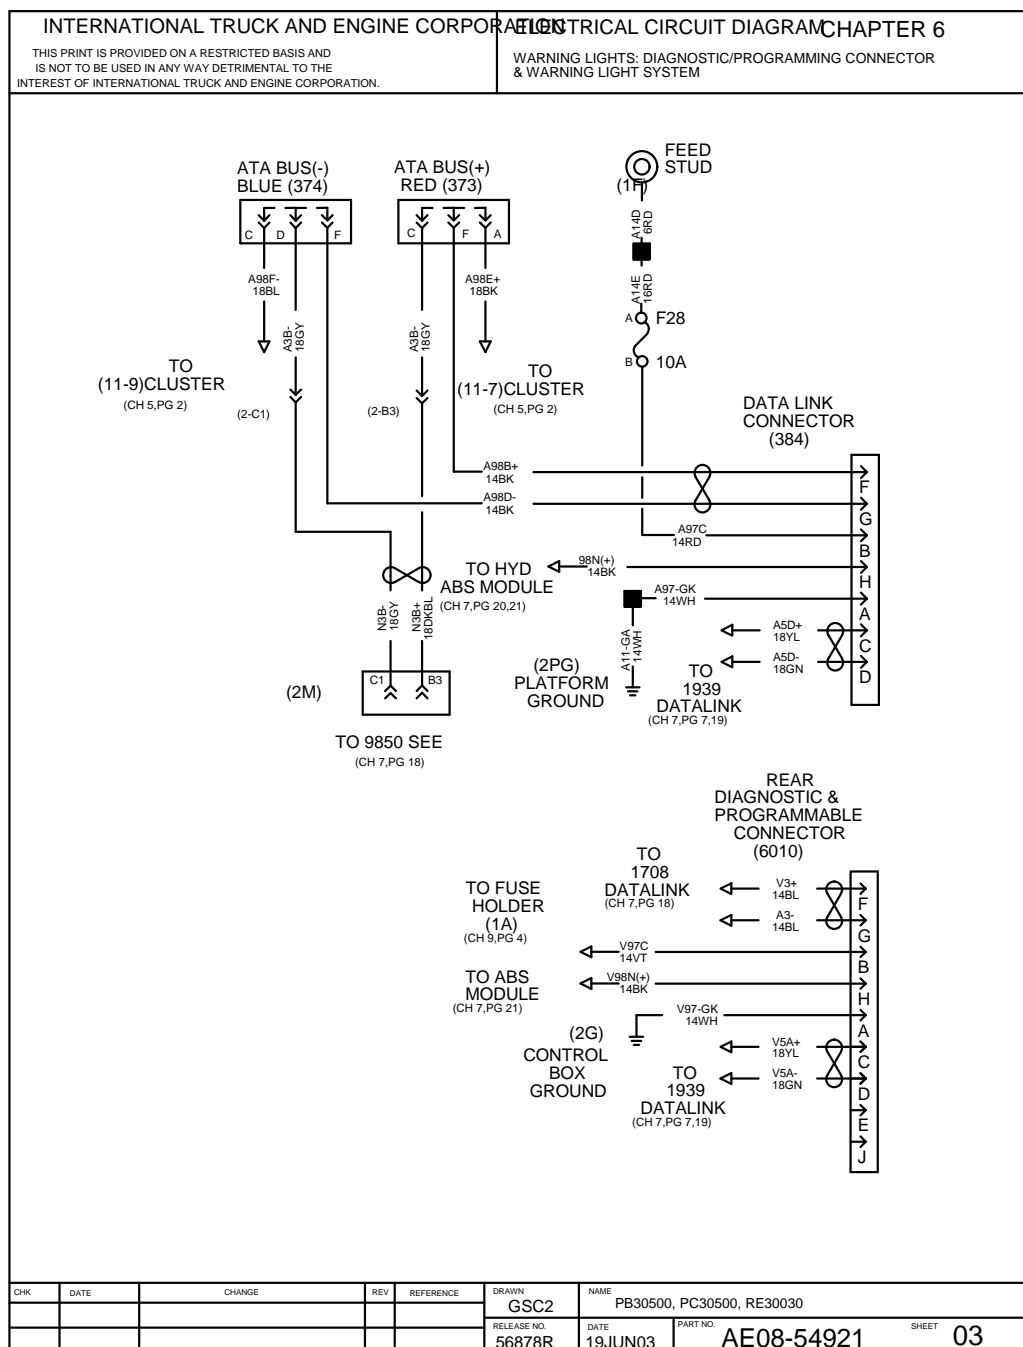 INTERNATIONAL TRUCK AND ENGINE CORPORATION
THIS PRINT IS PROVIDED ON A RESTRICTED BASIS AND
IS NOT TO BE USED IN ANY WAY DETRIMENTAL TO THE
INTEREST OF INTERNATIONAL TRUCK AND ENGINE CORPORATION.
ELECTRICAL CIRCUIT DIAGRAM
CHAPTER 6
WARNING LIGHTS: DIAGNOSTIC/PROGRAMMING CONNECTOR
& WARNING LIGHT SYSTEM
ATA BUS(-)
BLUE (374)
C D F
ATA BUS(+)
RED (373)
C F A
FEED
STUD
(1F)
A14D
6RD
A14E
16RD
A F28
B 10A
A98F-
18BL
A3B-
18GY
A3B-
18GY
A98E+
18BK
TO
(11-9)CLUSTER
(CH 5,PG 2)
(2-C1)
(2-B3)
TO
(11-7)CLUSTER
(CH 5,PG 2)
DATA LINK
CONNECTOR
(384)
A98B+
14BK
F
A98D-
14BK
G
A97C
14RD
B
TO HYD
ABS MODULE
(CH 7,PG 20,21)
98N(+)
14BK
H
A97-GK
14WH
A
A11-GA
14WH
A5D+
18YL
C
A5D-
18GN
D
N3B-
18GY
N3B+
18DKBL
(2PG)
PLATFORM
GROUND
TO
1939
DATALINK
(CH 7,PG 7,19)
(2M)
C1 B3
TO 9850 SEE
(CH 7,PG 18)
REAR
DIAGNOSTIC &
PROGRAMMABLE
CONNECTOR
(6010)
TO
1708
DATALINK
(CH 7,PG 18)
V3+
14BL
F
A3-
14BL
G
TO FUSE
HOLDER
(1A)
(CH 9,PG 4)
V97C
14VT
B
TO ABS
MODULE
(CH 7,PG 21)
V98N(+)
14BK
H
V97-GK
14WH
A
(2G)
CONTROL
BOX
GROUND
V5A+
18YL
C
V5A-
18GN
D
TO
1939
DATALINK
(CH 7,PG 7,19)
E
J
CHK DATE CHANGE REV REFERENCE
DRAWN
GSC2
NAME
PB30500, PC30500, RE30030
RELEASE NO.
56878R
DATE
19JUN03
PART NO.
AE08-54921
SHEET 03